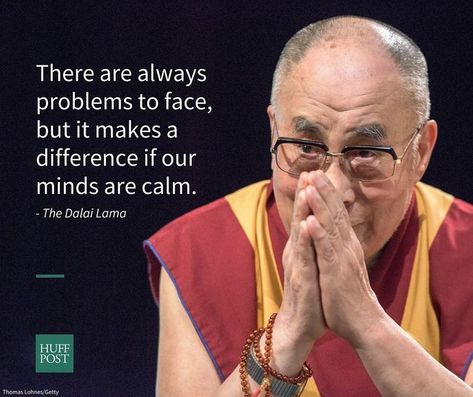 There are always
problems to face,
but it makes a
difference if our
minds are calm.
- The Dalai Lama
HUFF
POST
Thomas Lohnes/Getty